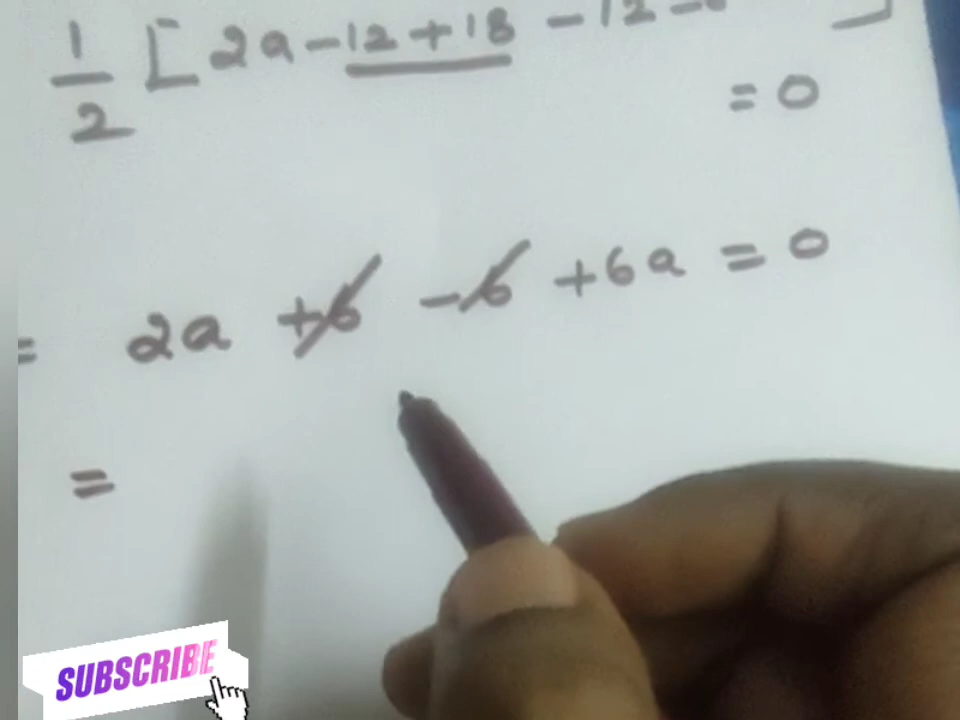 1/2 [ 2a - 12 + 18 - 12 - ]
= 0
= 2a + 6 - 6 + 6a = 0
=
SUBSCRIBE